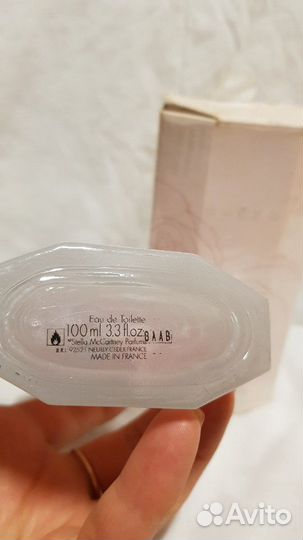 Eau de Toilette
100 ml 3.3 fl.oz
BAAB
*Stella McCartney Parfums
B.P. 92521 NEUILLY CEDEX FRANCE
MADE IN FRANCE
Avito